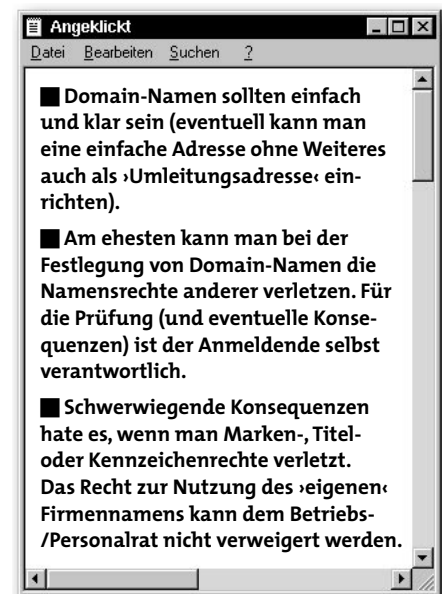 Angeklickt
Datei Bearbeiten Suchen ?
■ Domain-Namen sollten einfach
und klar sein (eventuell kann man
eine einfache Adresse ohne Weiteres
auch als ›Umleitungsadresse‹ ein-
richten).
■ Am ehesten kann man bei der
Festlegung von Domain-Namen die
Namensrechte anderer verletzen. Für
die Prüfung (und eventuelle Konse-
quenzen) ist der Anmeldende selbst
verantwortlich.
■ Schwerwiegende Konsequenzen
hate es, wenn man Marken-, Titel-
oder Kennzeichenrechte verletzt.
Das Recht zur Nutzung des ›eigenen‹
Firmennamens kann dem Betriebs-
/Personalrat nicht verweigert werden.